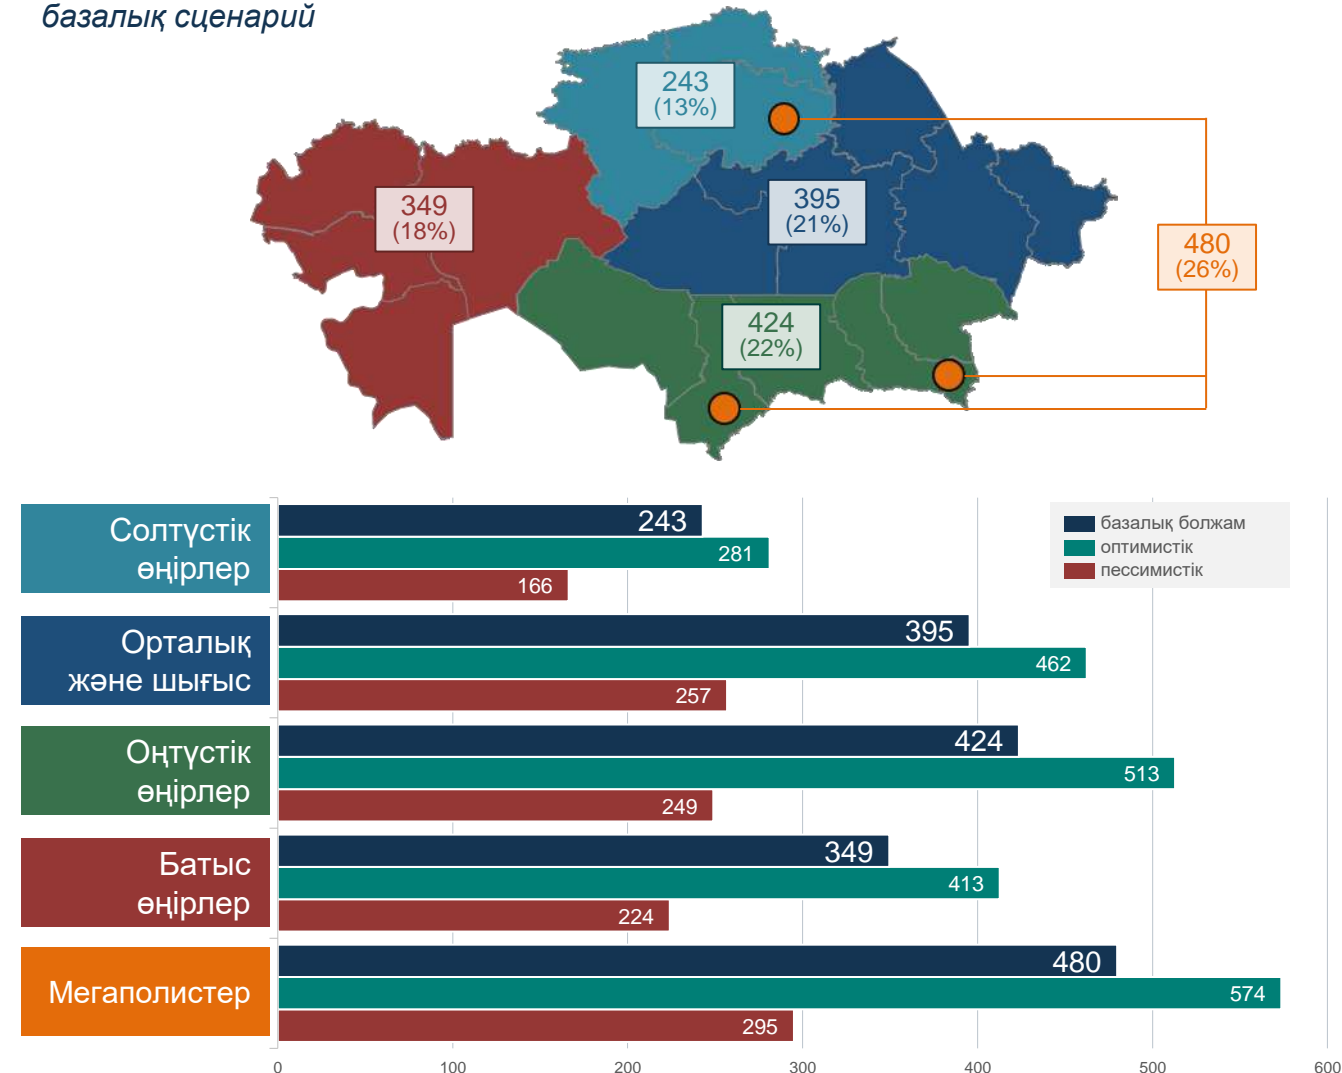 базалық сценарий
243
(13%)
349
(18%)
395
(21%)
480
(26%)
424
(22%)
базалық болжам
оптимистік
пессимистік
Солтүстік
өңірлер
243
281
166
Орталық
және шығыс
395
462
257
Оңтүстік
өңірлер
424
513
249
Батыс
өңірлер
349
413
224
Мегаполистер
480
574
295
0 100 200 300 400 500 600